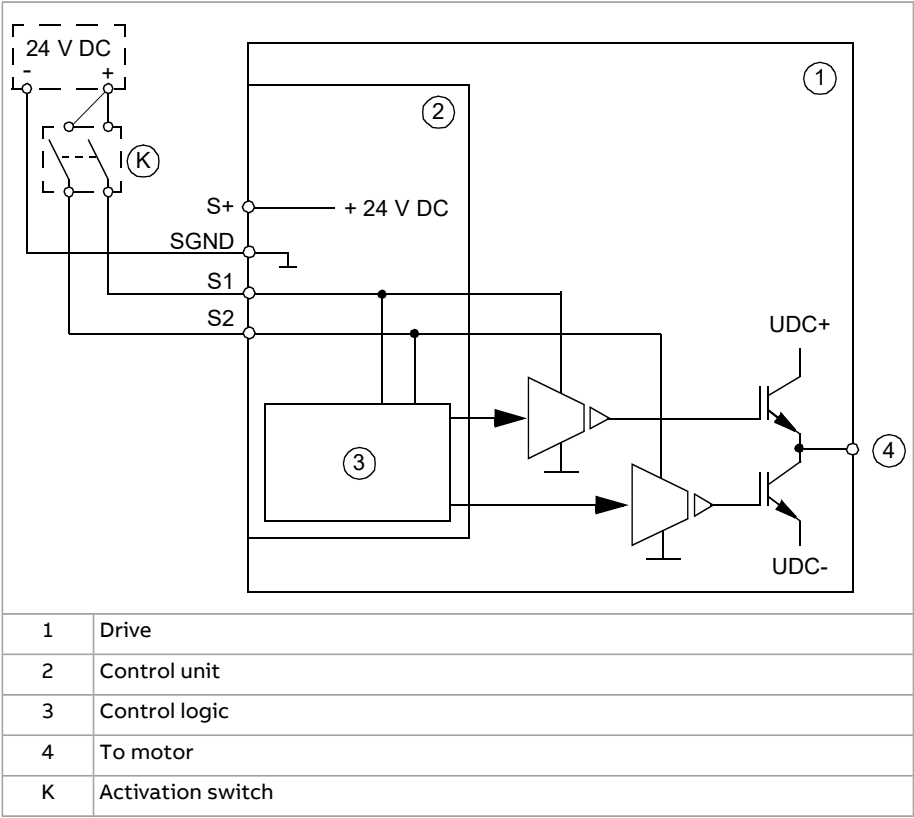 24 V DC
- +
1
2
K
S+
+ 24 V DC
SGND
S1
S2
UDC+
3
4
UDC-
1 Drive
2 Control unit
3 Control logic
4 To motor
K Activation switch